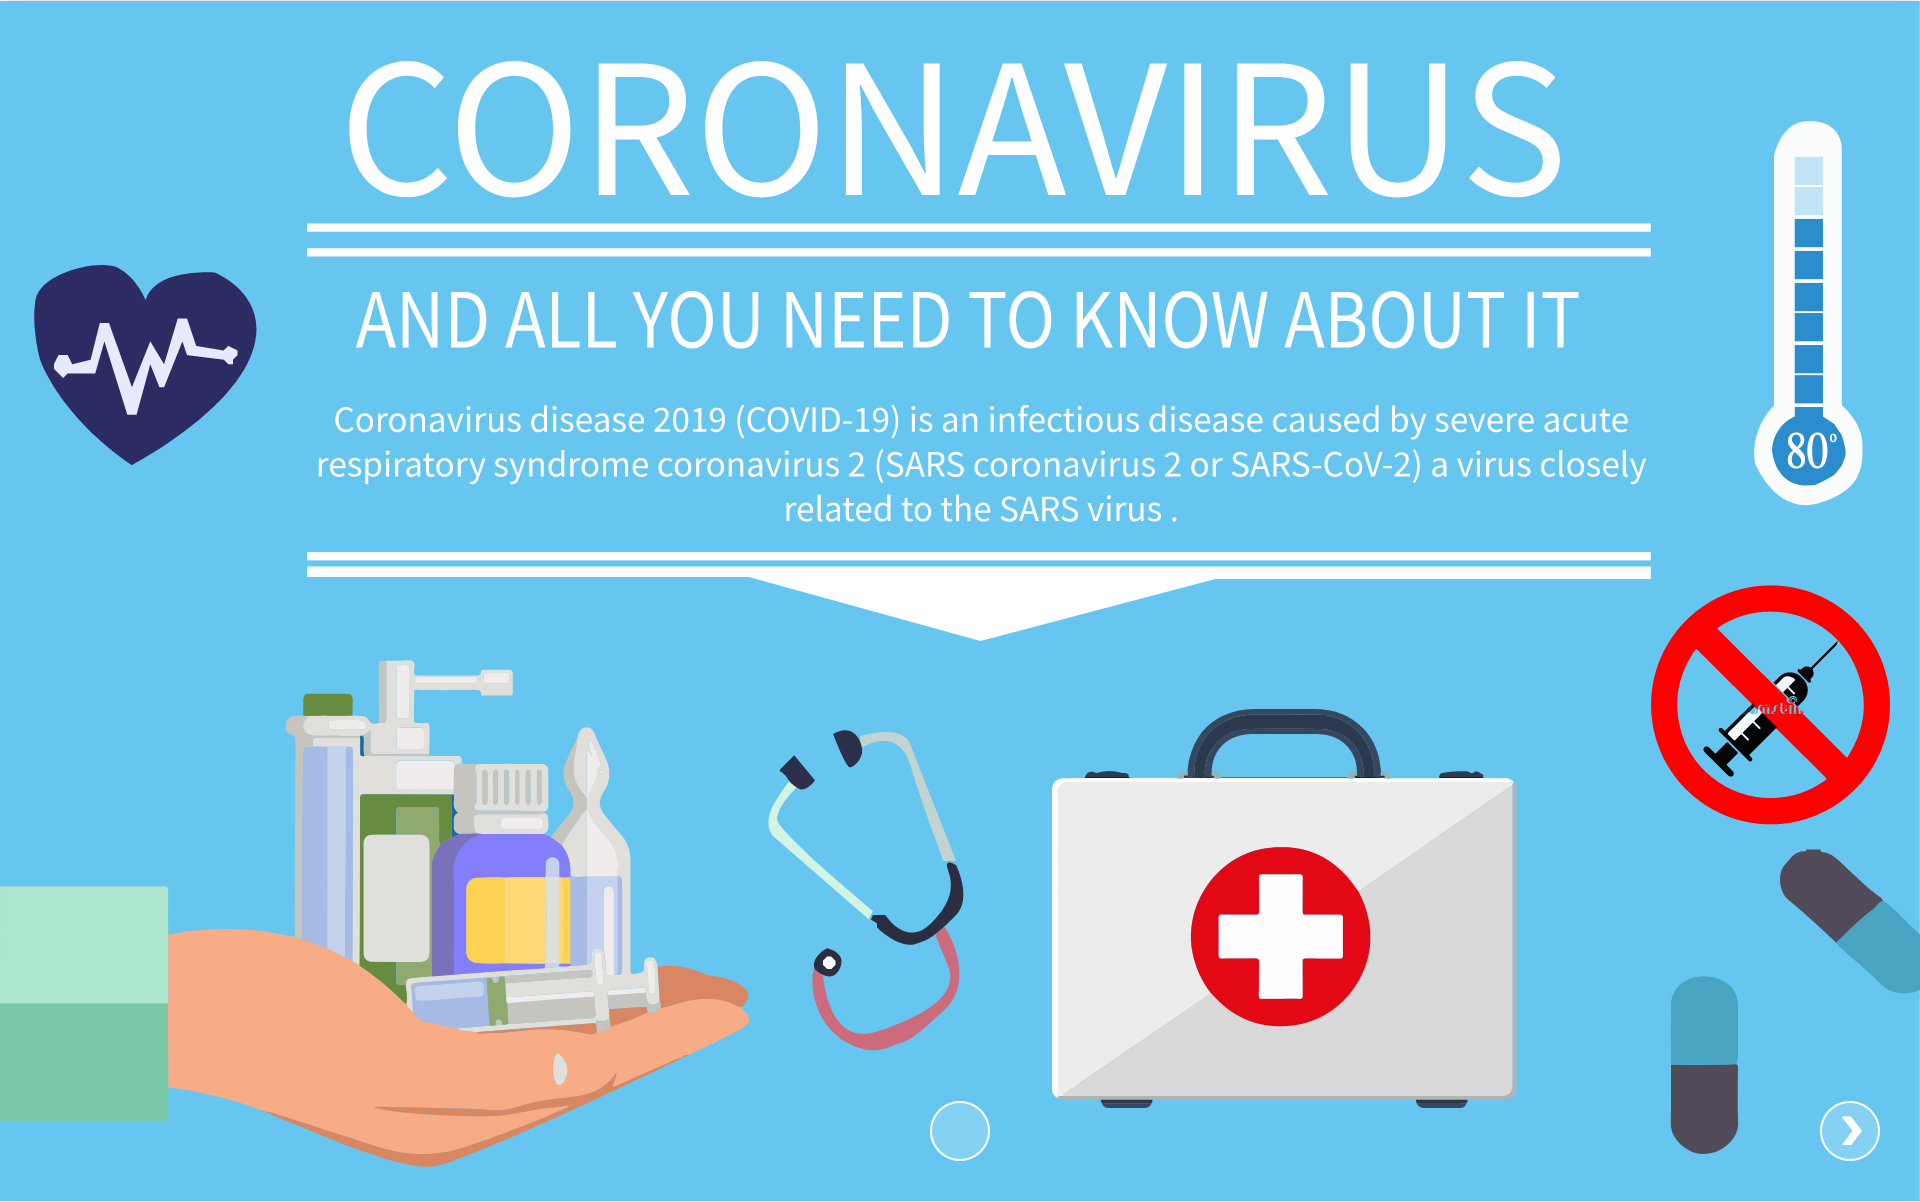 CORONAVIRUS
AND ALL YOU NEED TO KNOW ABOUT IT
Coronavirus disease 2019 (COVID-19) is an infectious disease caused by severe acute
respiratory syndrome coronavirus 2 (SARS coronavirus 2 or SARS-CoV-2) a virus closely
related to the SARS virus .
80°